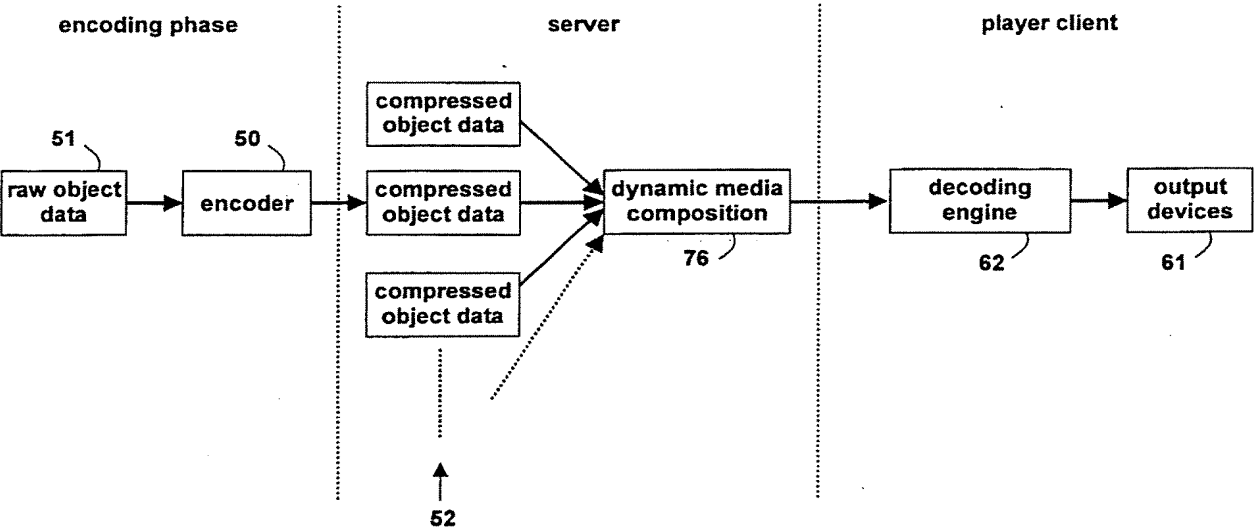 encoding phase
server
player client
compressed
object data
51
50
raw object
data
encoder
compressed
object data
dynamic media
composition
decoding
engine
output
devices
76
62
61
compressed
object data
52